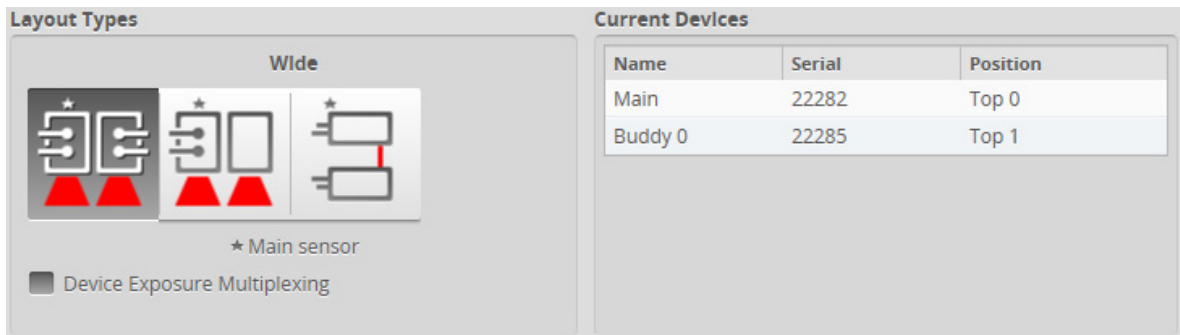 Layout Types
Wide
★ Main sensor
Device Exposure Multiplexing
Current Devices
Name Serial Position
Main 22282 Top 0
Buddy 0 22285 Top 1